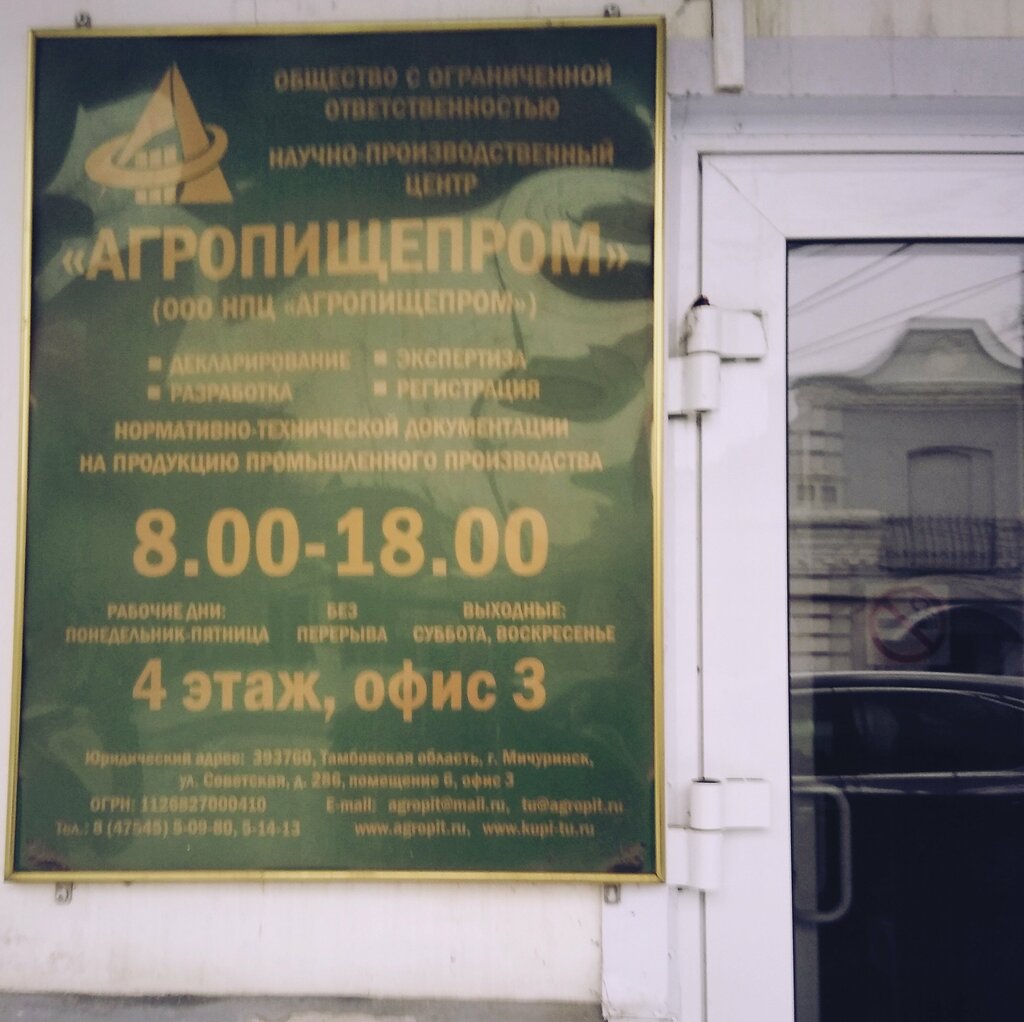 ОБЩЕСТВО С ОГРАНИЧЕННОЙ
ОТВЕТСТВЕННОСТЬЮ
НАУЧНО-ПРОИЗВОДСТВЕННЫЙ
ЦЕНТР
«АГРОПИЩЕПРОМ»
(ООО НПЦ «АГРОПИЩЕПРОМ»)
▪ ДЕКЛАРИРОВАНИЕ ▪ ЭКСПЕРТИЗА
▪ РАЗРАБОТКА ▪ РЕГИСТРАЦИЯ
НОРМАТИВНО-ТЕХНИЧЕСКОЙ ДОКУМЕНТАЦИИ
НА ПРОДУКЦИЮ ПРОМЫШЛЕННОГО ПРОИЗВОДСТВА
8.00-18.00
РАБОЧИЕ ДНИ: БЕЗ ВЫХОДНЫЕ:
ПОНЕДЕЛЬНИК-ПЯТНИЦА ПЕРЕРЫВА СУББОТА, ВОСКРЕСЕНЬЕ
4 этаж, офис 3
Юридический адрес: 393760, Тамбовская область, г. Мичуринск,
ул. Советская, д. 286, помещение 6, офис 3
ОГРН: 1126827000410 E-mail: agropit@mail.ru, tu@agropit.ru
Тел.: 8 (47545) 5-09-80, 5-14-13 www.agropit.ru, www.kupi-tu.ru